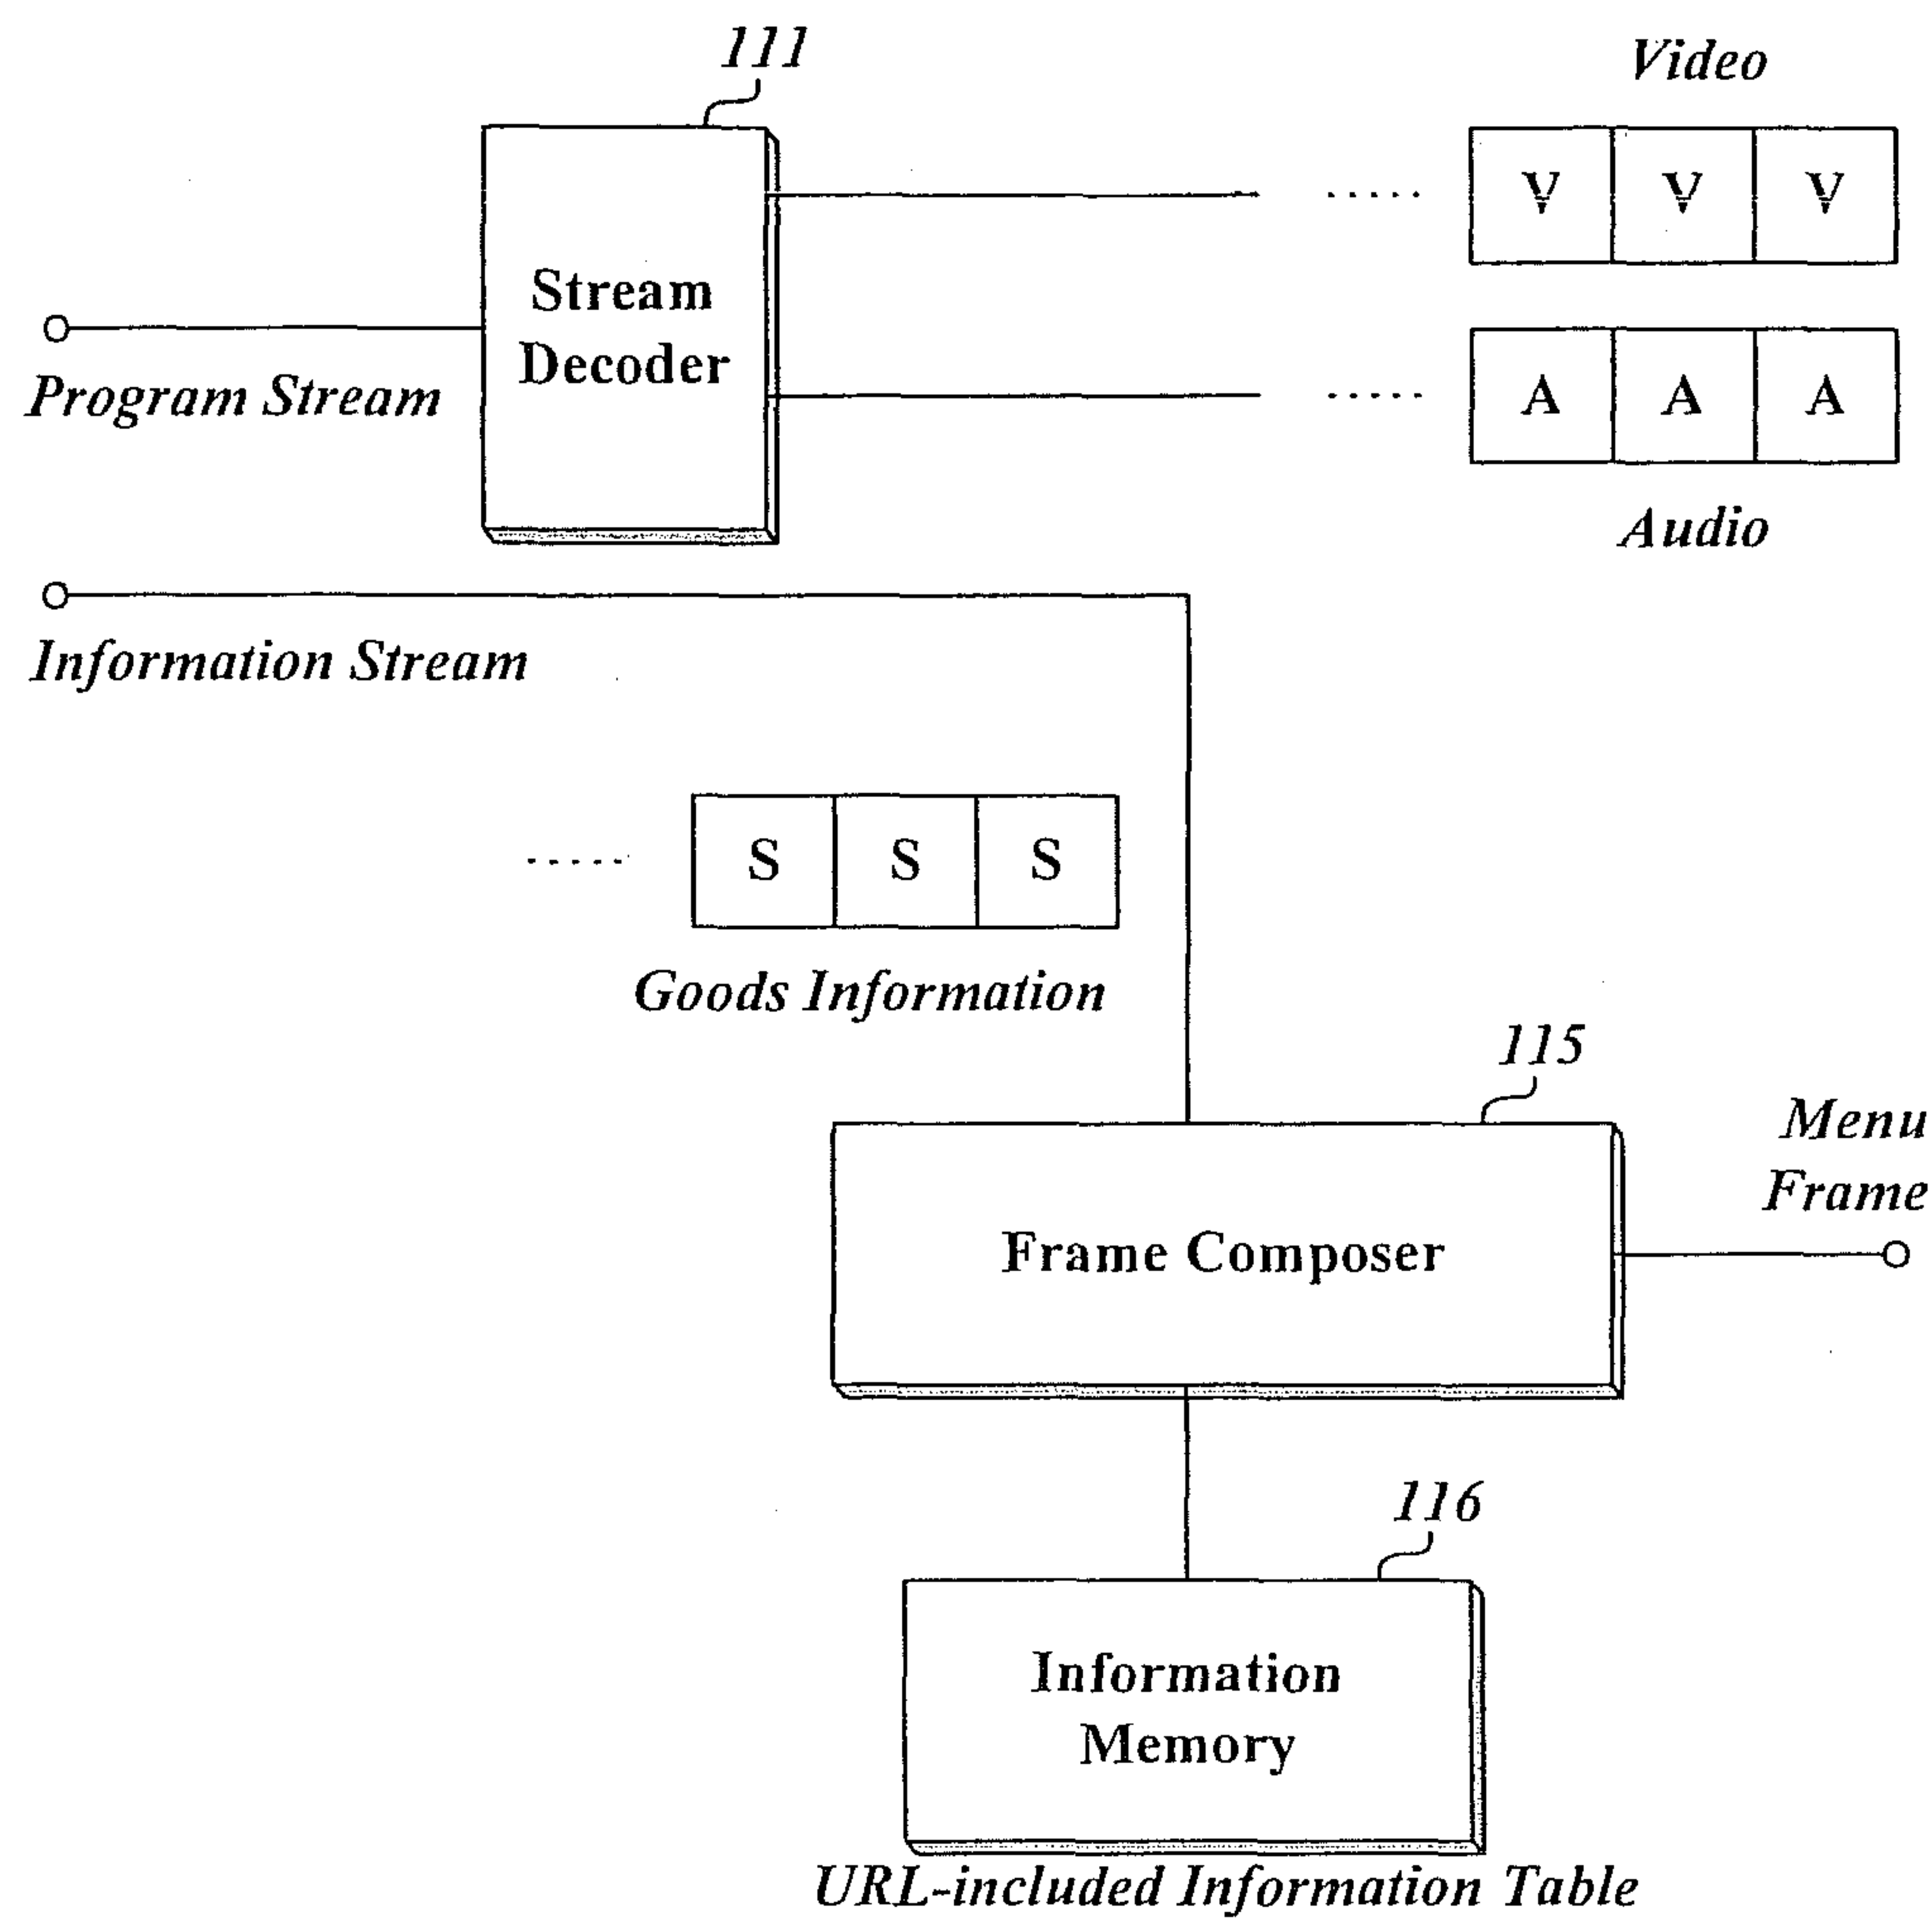 111
Video
V V V
Stream
Decoder
Program Stream
A A A
Audio
Information Stream
..... S S S
Goods Information
115
Menu
Frame
Frame Composer
116
Information
Memory
URL-included Information Table